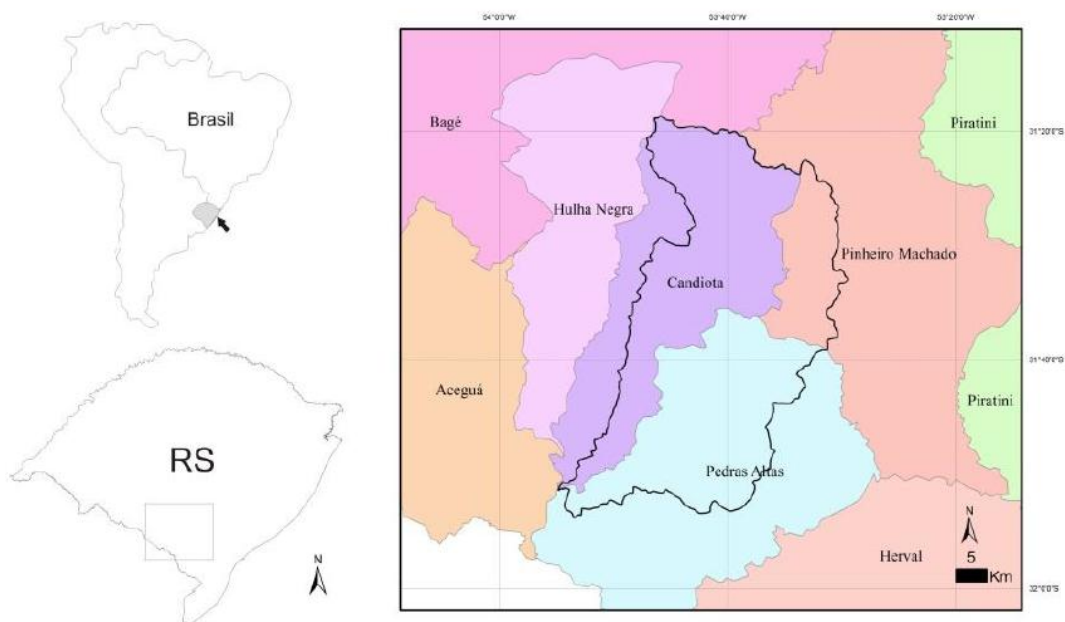 54°0'0"W
53°40'0"W
53°20'0"W
Brasil
Bagé
31°20'0"S
Piratini
Hulha Negra
Pinheiro Machado
Candiota
31°40'0"S
Aceguá
Piratini
RS
Pedras Altas
N
5
Km
Herval
N
32°0'0"S